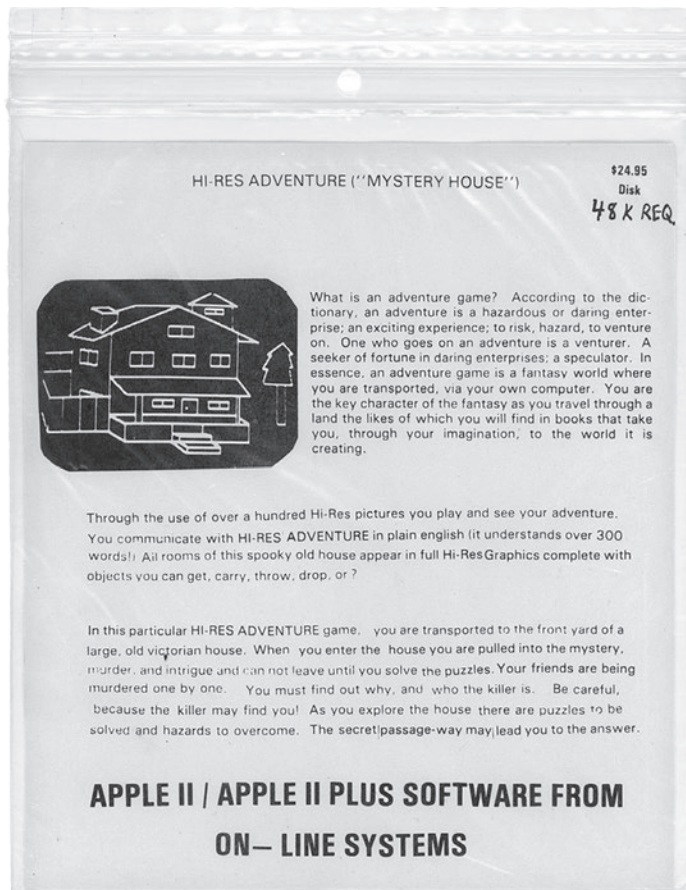 HI-RES ADVENTURE (''MYSTERY HOUSE'')
$24.95
Disk
48 K REQ.
What is an adventure game? According to the dic-
tionary, an adventure is a hazardous or daring enter-
prise; an exciting experience; to risk, hazard, to venture
on. One who goes on an adventure is a venturer. A
seeker of fortune in daring enterprises; a speculator. In
essence, an adventure game is a fantasy world where
you are transported, via your own computer. You are
the key character of the fantasy as you travel through a
land the likes of which you will find in books that take
you, through your imagination, to the world it is
creating.
Through the use of over a hundred Hi-Res pictures you play and see your adventure.
You communicate with HI-RES ADVENTURE in plain english (it understands over 300
words!) All rooms of this spooky old house appear in full Hi-Res Graphics complete with
objects you can get, carry, throw, drop, or ?
In this particular HI-RES ADVENTURE game, you are transported to the front yard of a
large, old victorian house. When you enter the house you are pulled into the mystery,
murder, and intrigue and can not leave until you solve the puzzles. Your friends are being
murdered one by one. You must find out why, and who the killer is. Be careful,
because the killer may find you! As you explore the house there are puzzles to be
solved and hazards to overcome. The secret passage-way may lead you to the answer.
APPLE II / APPLE II PLUS SOFTWARE FROM
ON– LINE SYSTEMS